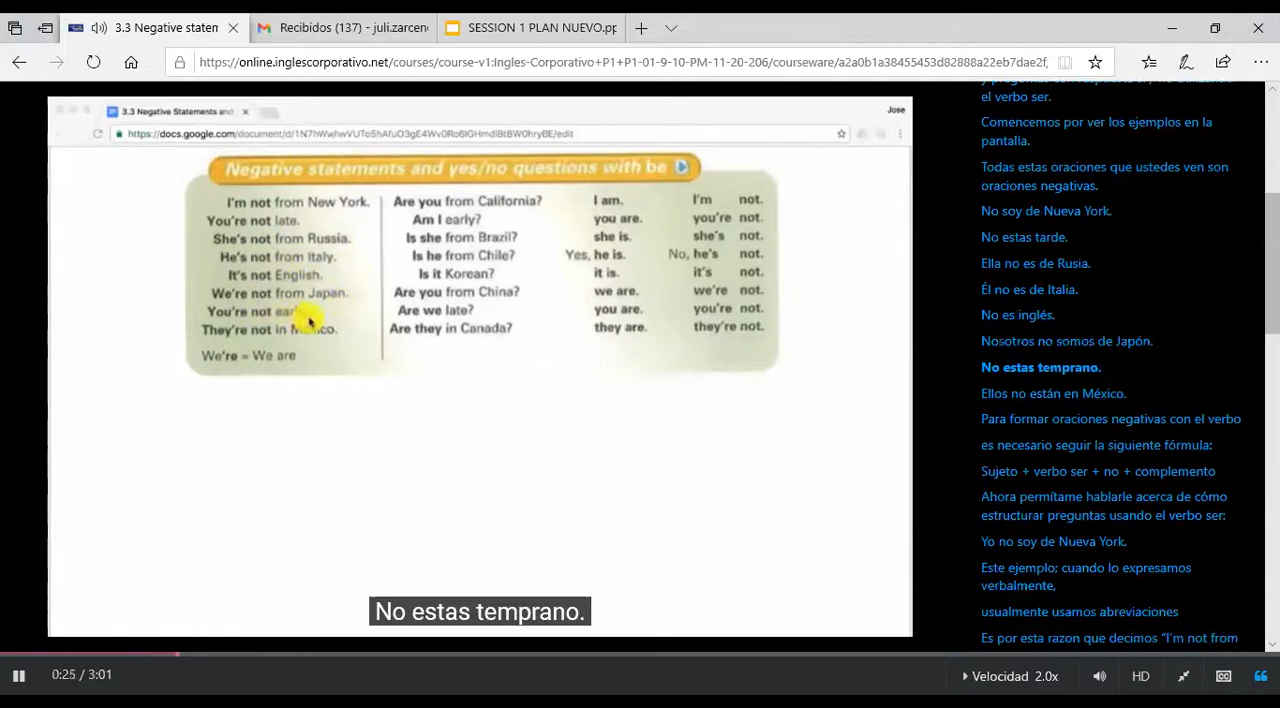 3.3 Negative statem
Recibidos (137) - juli.zarcenc
SESSION 1 PLAN NUEVO.pp
https://online.inglescorporativo.net/courses/course-v1:Ingles-Corporativo+P1+P1-01-9-10-PM-11-20-206/courseware/a2a0b1a38455453d82888a22eb7dae2f,
3.3 Negative Statements and
Jose
https://docs.google.com/document/d/
Negative statements and yes/no questions with be
I'm not from New York. Are you from California? I am. I'm not.
You're not late. Am I early? you are. you're not.
She's not from Russia. Is she from Brazil? she is. she's not.
He's not from Italy. Is he from Chile? Yes, he is. No, he's not.
It's not English. Is it Korean? it is. it's not.
We're not from Japan. Are you from China? we are. we're not.
You're not Are we late? you are. you're not.
They're not in Are they in Canada? they are. they're not.
We're = We are
el verbo ser.
Comencemos por ver los ejemplos en la
pantalla.
Todas estas oraciones que ustedes ven son
oraciones negativas.
No soy de Nueva York.
No estas tarde.
Ella no es de Rusia.
Él no es de Italia.
No es inglés.
Nosotros no somos de Japón.
No estas temprano.
Ellos no están en México.
Para formar oraciones negativas con el verbo
es necesario seguir la siguiente fórmula:
Sujeto + verbo ser + no + complemento
Ahora permítame hablarle acerca de cómo
estructurar preguntas usando el verbo ser:
Yo no soy de Nueva York.
Este ejemplo; cuando lo expresamos
verbalmente,
usualmente usamos abreviaciones
Es por esta razon que decimos "I'm not from
No estas temprano.
0:25 / 3:01
Velocidad 2.0x
HD
CC